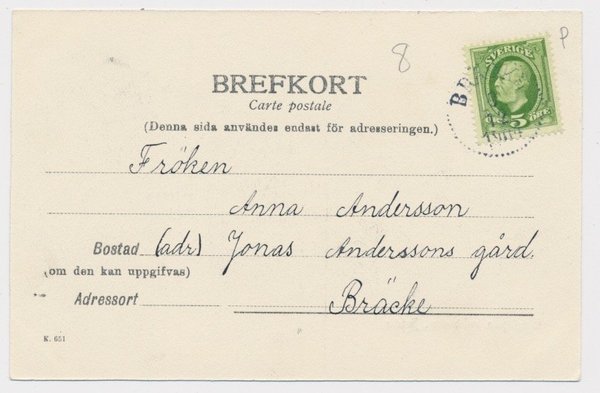 8
P
SVERIGE
5 ÖRE
BREFKORT
Carte postale
(Denna sida användes endast för adresseringen.)
Fröken
Anna Andersson
Bostad (adr) Jonas Anderssons gård.
(om den kan uppgifvas)
Adressort Bräcke
K. 651